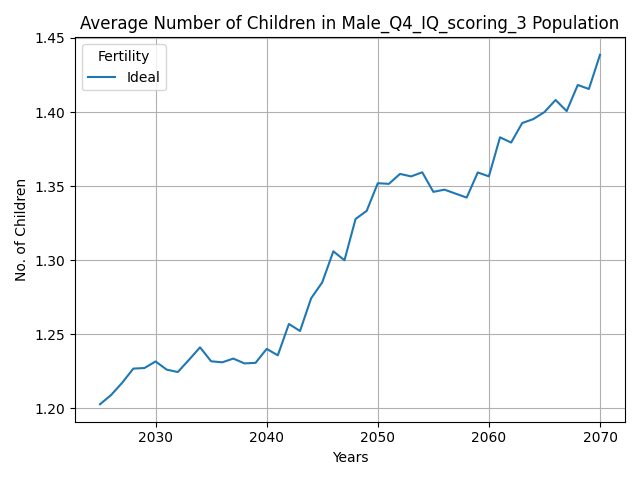 Average Number of Children in Male_Q4_IQ_scoring_3 Population
Fertility
Ideal
1.45
1.40
1.35
1.30
1.25
1.20
No. of Children
2030 2040 2050 2060 2070
Years